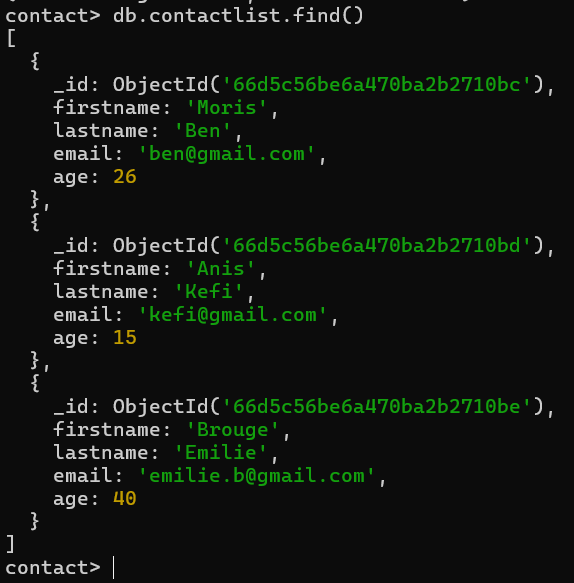 contact> db.contactlist.find()
[
  {
    _id: ObjectId('66d5c56be6a470ba2b2710bc'),
    firstname: 'Moris',
    lastname: 'Ben',
    email: 'ben@gmail.com',
    age: 26
  },
  {
    _id: ObjectId('66d5c56be6a470ba2b2710bd'),
    firstname: 'Anis',
    lastname: 'Kefi',
    email: 'kefi@gmail.com',
    age: 15
  },
  {
    _id: ObjectId('66d5c56be6a470ba2b2710be'),
    firstname: 'Brouge',
    lastname: 'Emilie',
    email: 'emilie.b@gmail.com',
    age: 40
  }
]
contact>